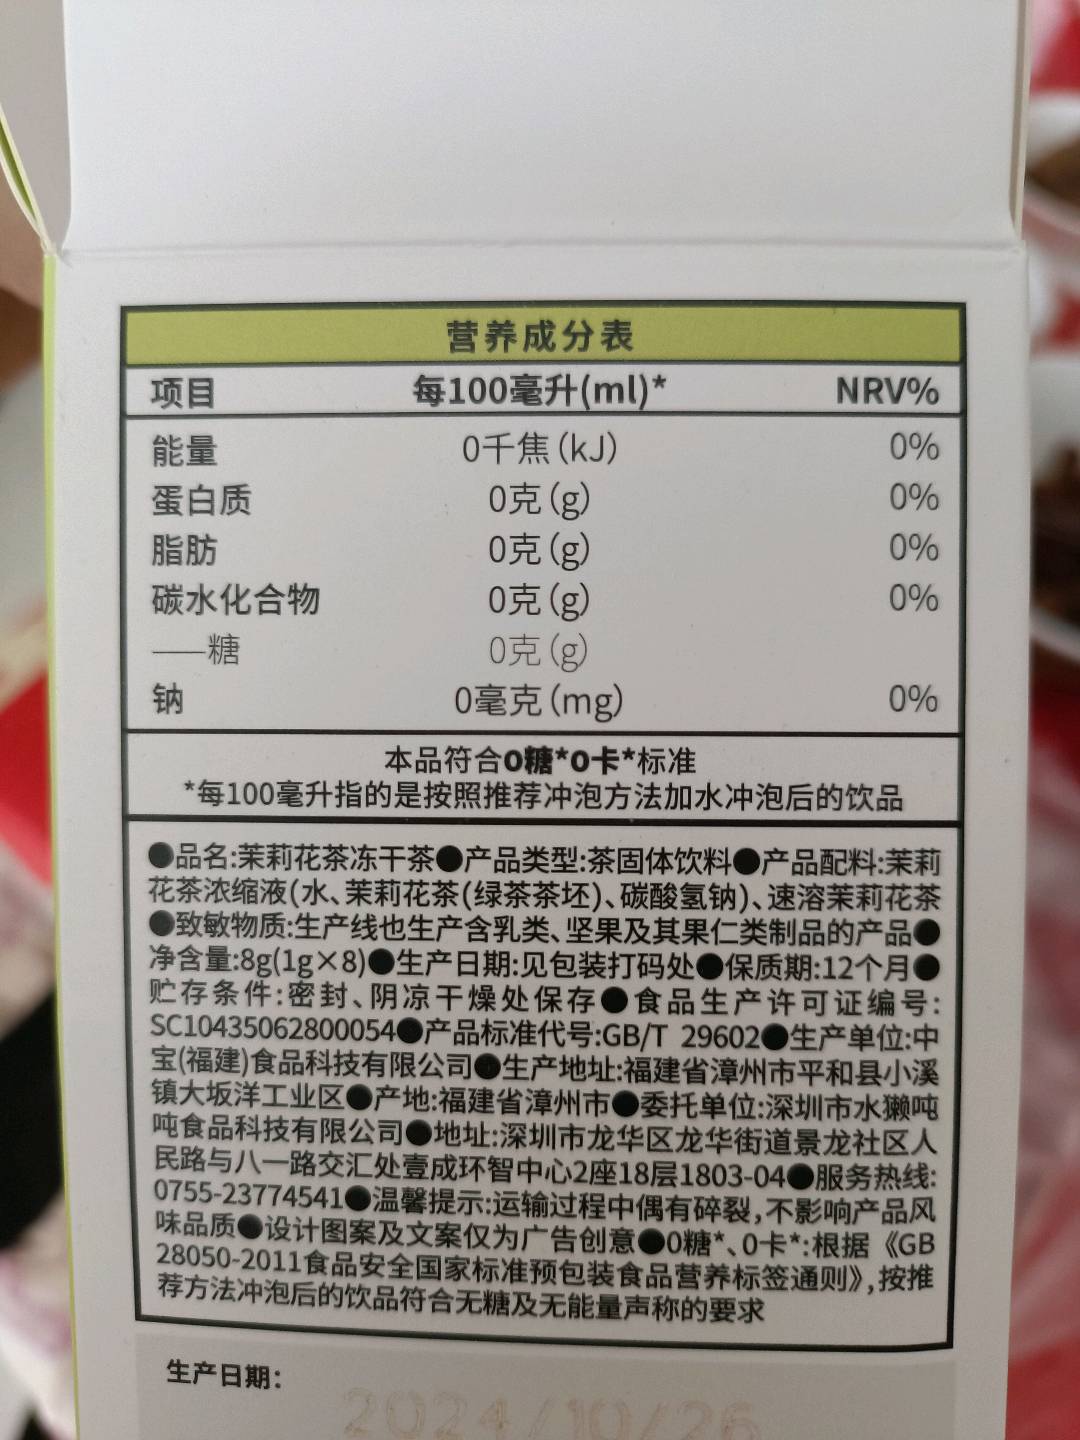 营养成分表
项目 每100毫升(ml)* NRV%
能量 0千焦(kJ) 0%
蛋白质 0克(g) 0%
脂肪 0克(g) 0%
碳水化合物 0克(g) 0%
——糖 0克(g)
钠 0毫克(mg) 0%
本品符合0糖*0卡*标准
*每100毫升指的是按照推荐冲泡方法加水冲泡后的饮品
●品名:茉莉花茶冻干茶●产品类型:茶固体饮料●产品配料:茉莉
花茶浓缩液(水、茉莉花茶(绿茶茶坯)、碳酸氢钠)、速溶茉莉花茶
●致敏物质:生产线也生产含乳类、坚果及其果仁类制品的产品●
净含量:8g(1g×8)●生产日期:见包装打码处●保质期:12个月●
贮存条件:密封、阴凉干燥处保存●食品生产许可证编号:
SC10435062800054●产品标准代号:GB/T 29602●生产单位:中
宝(福建)食品科技有限公司●生产地址:福建省漳州市平和县小溪
镇大坂洋工业区●产地:福建省漳州市●委托单位:深圳市水獭吨
吨食品科技有限公司●地址:深圳市龙华区龙华街道景龙社区人
民路与八一路交汇处壹成环智中心2座18层1803-04●服务热线:
0755-23774541●温馨提示:运输过程中偶有碎裂,不影响产品风
味品质●设计图案及文案仅为广告创意●0糖*、0卡*:根据《GB
28050-2011食品安全国家标准预包装食品营养标签通则》,按推
荐方法冲泡后的饮品符合无糖及无能量声称的要求
生产日期:
2024/10/26